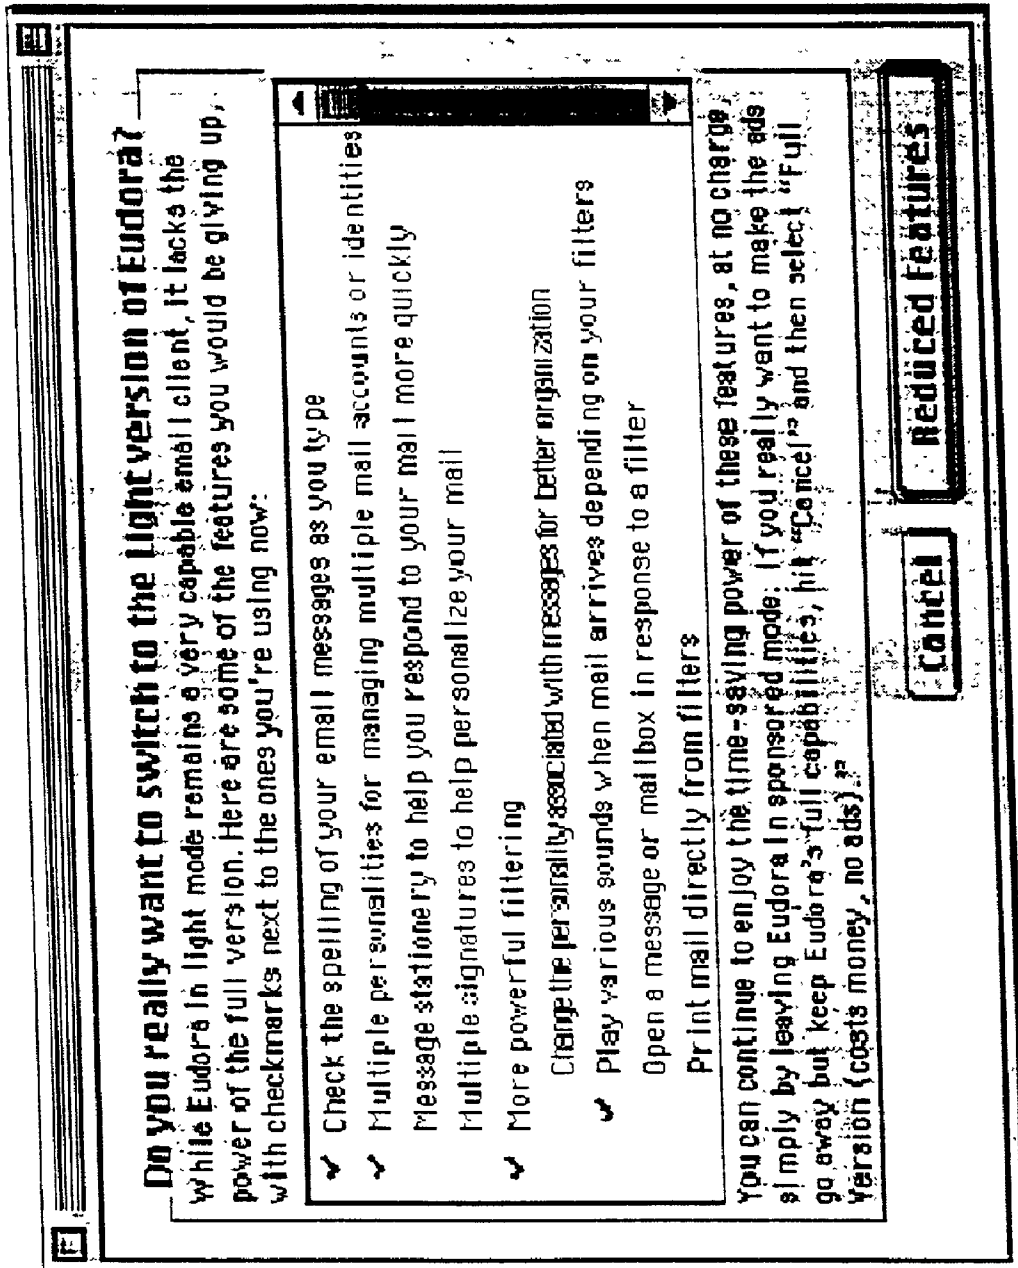 Do you really want to switch to the Light version of Eudora?
While Eudora in light mode remains a very capable email client, it lacks the
power of the full version. Here are some of the features you would be giving up,
with checkmarks next to the ones you're using now:
✓ Check the spelling of your email messages as you type
✓ Multiple personalities for managing multiple mail accounts or identities
Message stationery to help you respond to your mail more quickly
Multiple signatures to help personalize your mail
✓ More powerful filtering
Change the personality associated with messages for better organization
✓ Play various sounds when mail arrives depending on your filters
Open a message or mailbox in response to a filter
Print mail directly from filters
You can continue to enjoy the time-saving power of these features, at no charge,
simply by leaving Eudora in sponsored mode. If you really want to make the ads
go away but keep Eudora's full capabilities, hit "Cancel" and then select "Full
Version (costs money, no ads)."
Cancel
Reduced Features